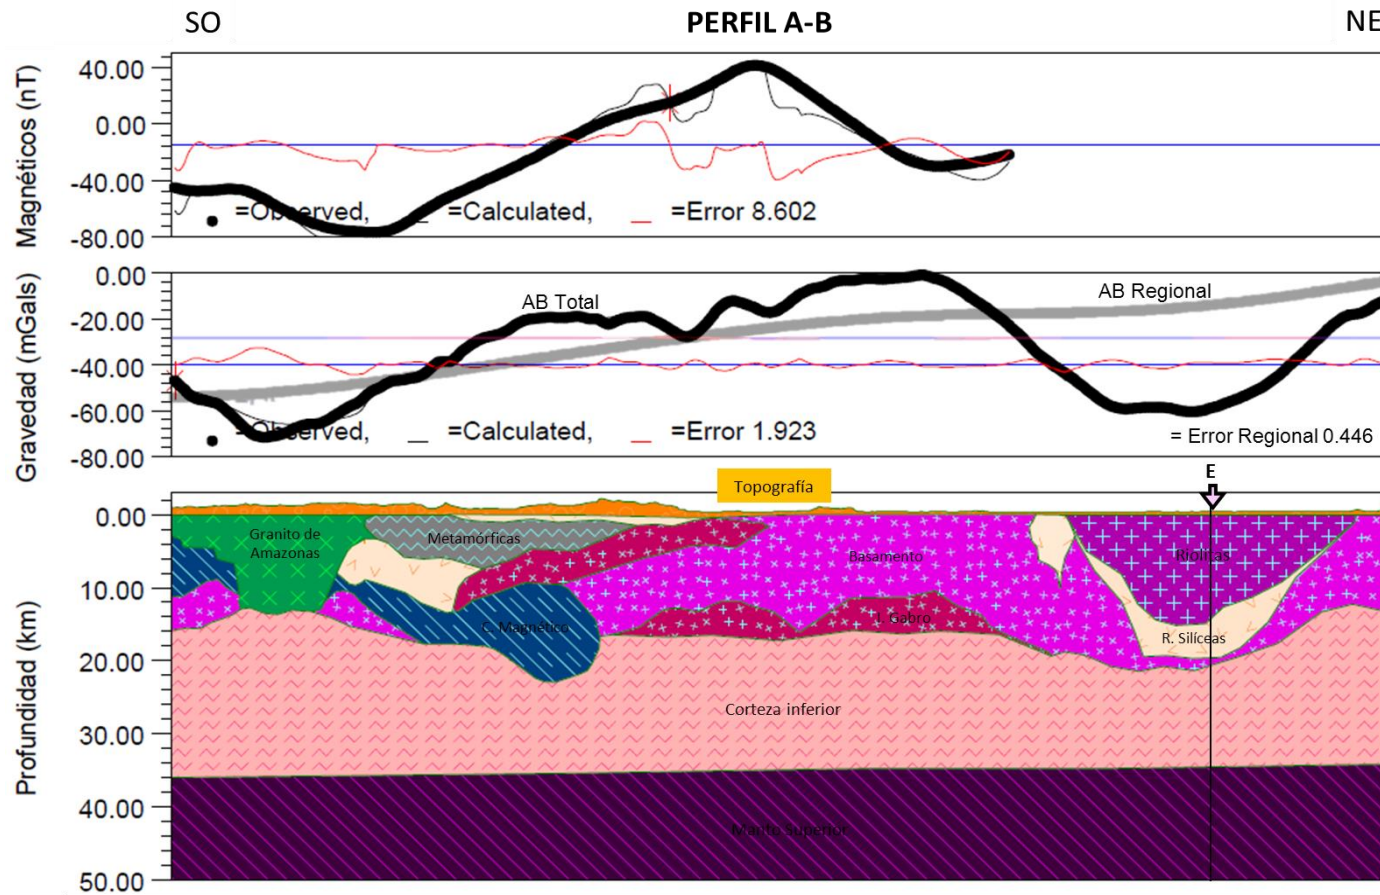 SO
PERFIL A-B
NE
Magnéticos (nT)
40.00
0.00
-40.00
-80.00
=Observed, =Calculated, =Error 8.602
Gravedad (mGals)
0.00
-20.00
-40.00
-60.00
-80.00
AB Total
AB Regional
=Observed, =Calculated, =Error 1.923
= Error Regional 0.446
Topografía
E
Profundidad (km)
0.00
10.00
20.00
30.00
40.00
50.00
Granito de
Amazonas
Metamórficas
Basamento
Riolitas
C. Magnético
I. Gabro
R. Silíceas
Corteza inferior
Manto Superior